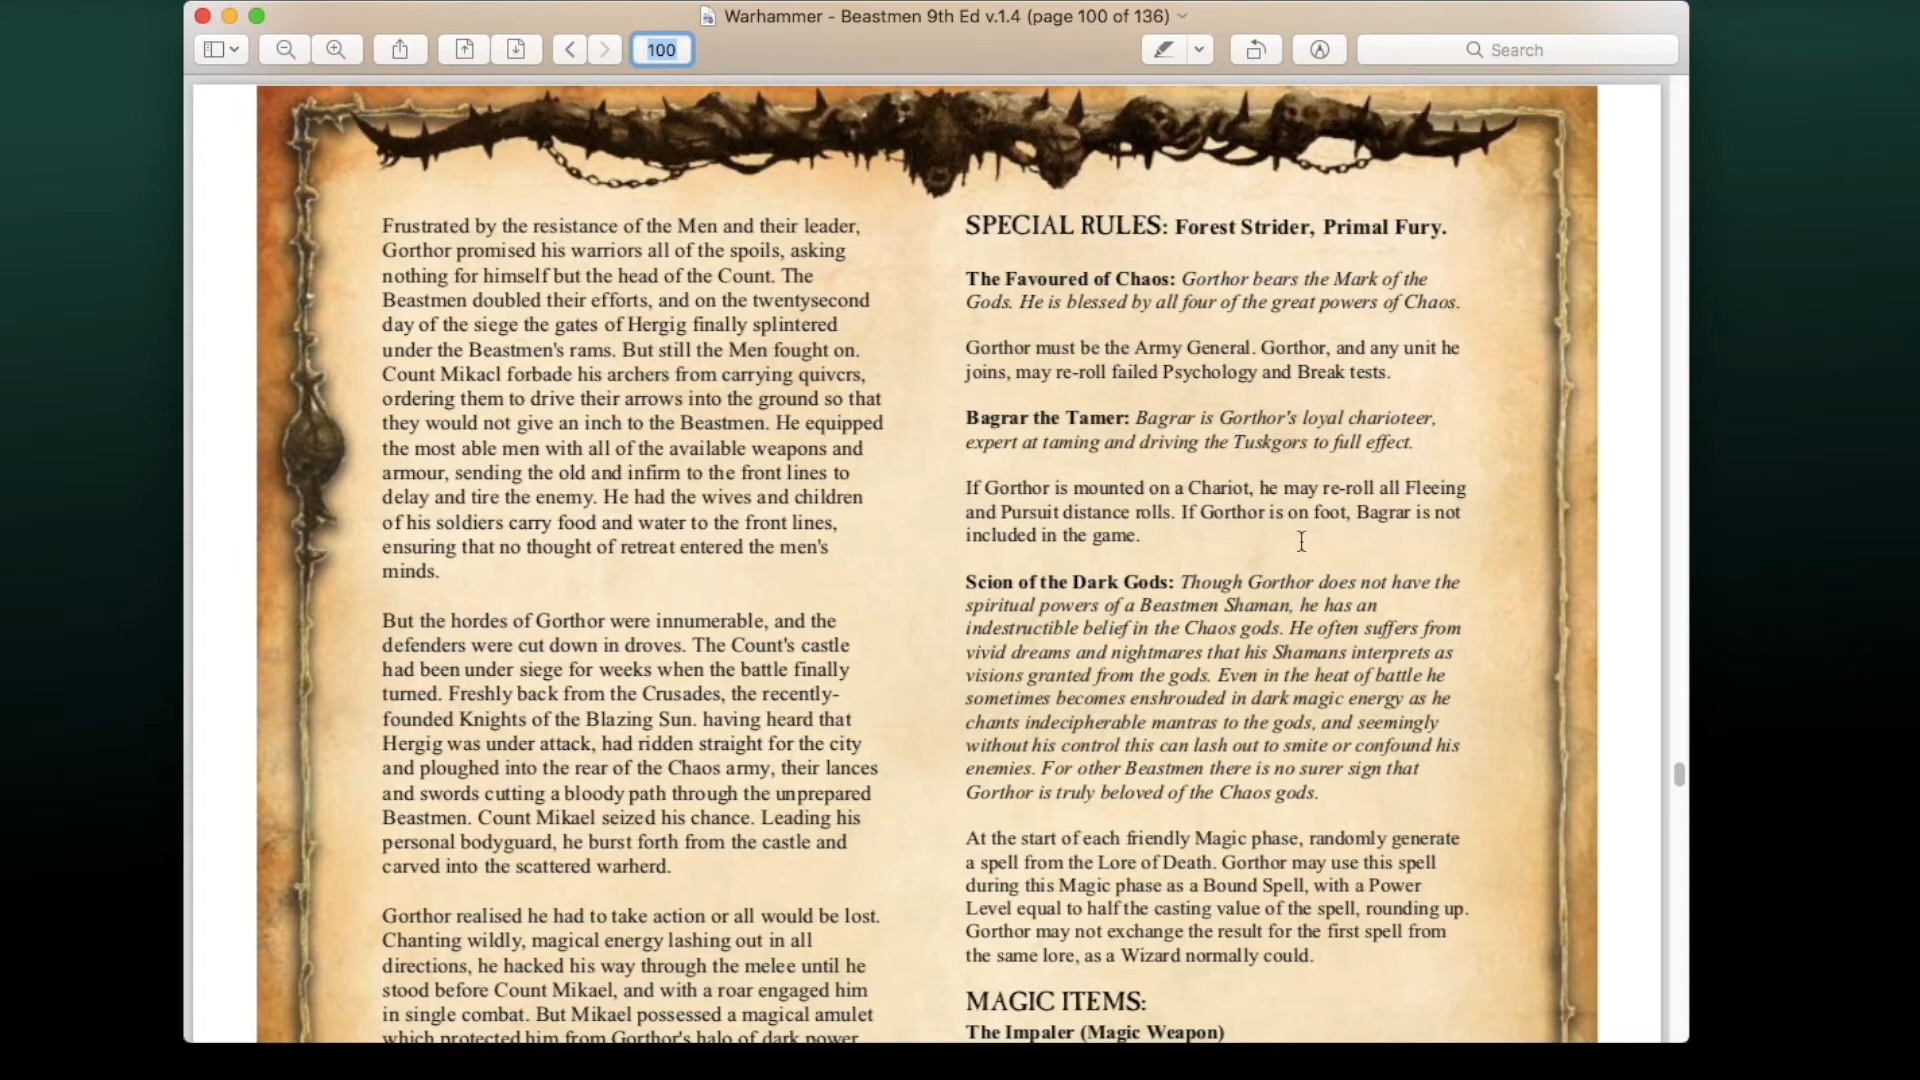 Warhammer - Beastmen 9th Ed v.1.4 (page 100 of 136)
100
Search
Frustrated by the resistance of the Men and their leader,
Gorthor promised his warriors all of the spoils, asking
nothing for himself but the head of the Count. The
Beastmen doubled their efforts, and on the twentysecond
day of the siege the gates of Hergig finally splintered
under the Beastmen's rams. But still the Men fought on.
Count Mikacl forbade his archers from carrying quivcrs,
ordering them to drive their arrows into the ground so that
they would not give an inch to the Beastmen. He equipped
the most able men with all of the available weapons and
armour, sending the old and infirm to the front lines to
delay and tire the enemy. He had the wives and children
of his soldiers carry food and water to the front lines,
ensuring that no thought of retreat entered the men's
minds.
But the hordes of Gorthor were innumerable, and the
defenders were cut down in droves. The Count's castle
had been under siege for weeks when the battle finally
turned. Freshly back from the Crusades, the recently-
founded Knights of the Blazing Sun. having heard that
Hergig was under attack, had ridden straight for the city
and ploughed into the rear of the Chaos army, their lances
and swords cutting a bloody path through the unprepared
Beastmen. Count Mikael seized his chance. Leading his
personal bodyguard, he burst forth from the castle and
carved into the scattered warherd.
Gorthor realised he had to take action or all would be lost.
Chanting wildly, magical energy lashing out in all
directions, he hacked his way through the melee until he
stood before Count Mikael, and with a roar engaged him
in single combat. But Mikael possessed a magical amulet
which protected him from Gorthor's halo of dark power
SPECIAL RULES: Forest Strider, Primal Fury.
The Favoured of Chaos: Gorthor bears the Mark of the
Gods. He is blessed by all four of the great powers of Chaos.
Gorthor must be the Army General. Gorthor, and any unit he
joins, may re-roll failed Psychology and Break tests.
Bagrar the Tamer: Bagrar is Gorthor's loyal charioteer,
expert at taming and driving the Tuskgors to full effect.
If Gorthor is mounted on a Chariot, he may re-roll all Fleeing
and Pursuit distance rolls. If Gorthor is on foot, Bagrar is not
included in the game.
Scion of the Dark Gods: Though Gorthor does not have the
spiritual powers of a Beastmen Shaman, he has an
indestructible belief in the Chaos gods. He often suffers from
vivid dreams and nightmares that his Shamans interprets as
visions granted from the gods. Even in the heat of battle he
sometimes becomes enshrouded in dark magic energy as he
chants indecipherable mantras to the gods, and seemingly
without his control this can lash out to smite or confound his
enemies. For other Beastmen there is no surer sign that
Gorthor is truly beloved of the Chaos gods.
At the start of each friendly Magic phase, randomly generate
a spell from the Lore of Death. Gorthor may use this spell
during this Magic phase as a Bound Spell, with a Power
Level equal to half the casting value of the spell, rounding up.
Gorthor may not exchange the result for the first spell from
the same lore, as a Wizard normally could.
MAGIC ITEMS:
The Impaler (Magic Weapon)